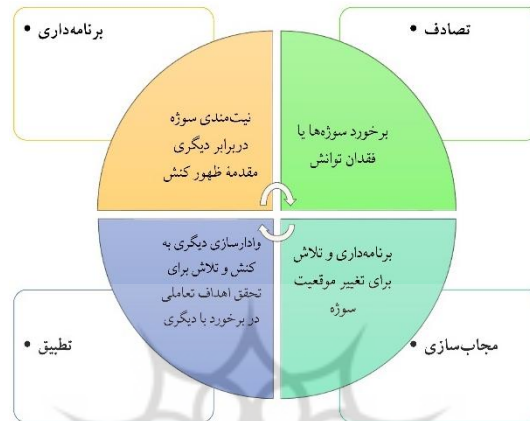 • تصادف
• برنامه‌داری
برخورد سوژه‌ها یا
فقدان توانش
نیت‌مندی سوژه
دربرابر دیگری
مقدمهٔ ظهور کنش
برنامه‌داری و تلاش
برای تغییر موقعیت
سوژه
وادارسازی دیگری به
کنش و تلاش برای
تحقق اهداف تعاملی
در برخورد با دیگری
• مجاب‌سازی
• تطبیق